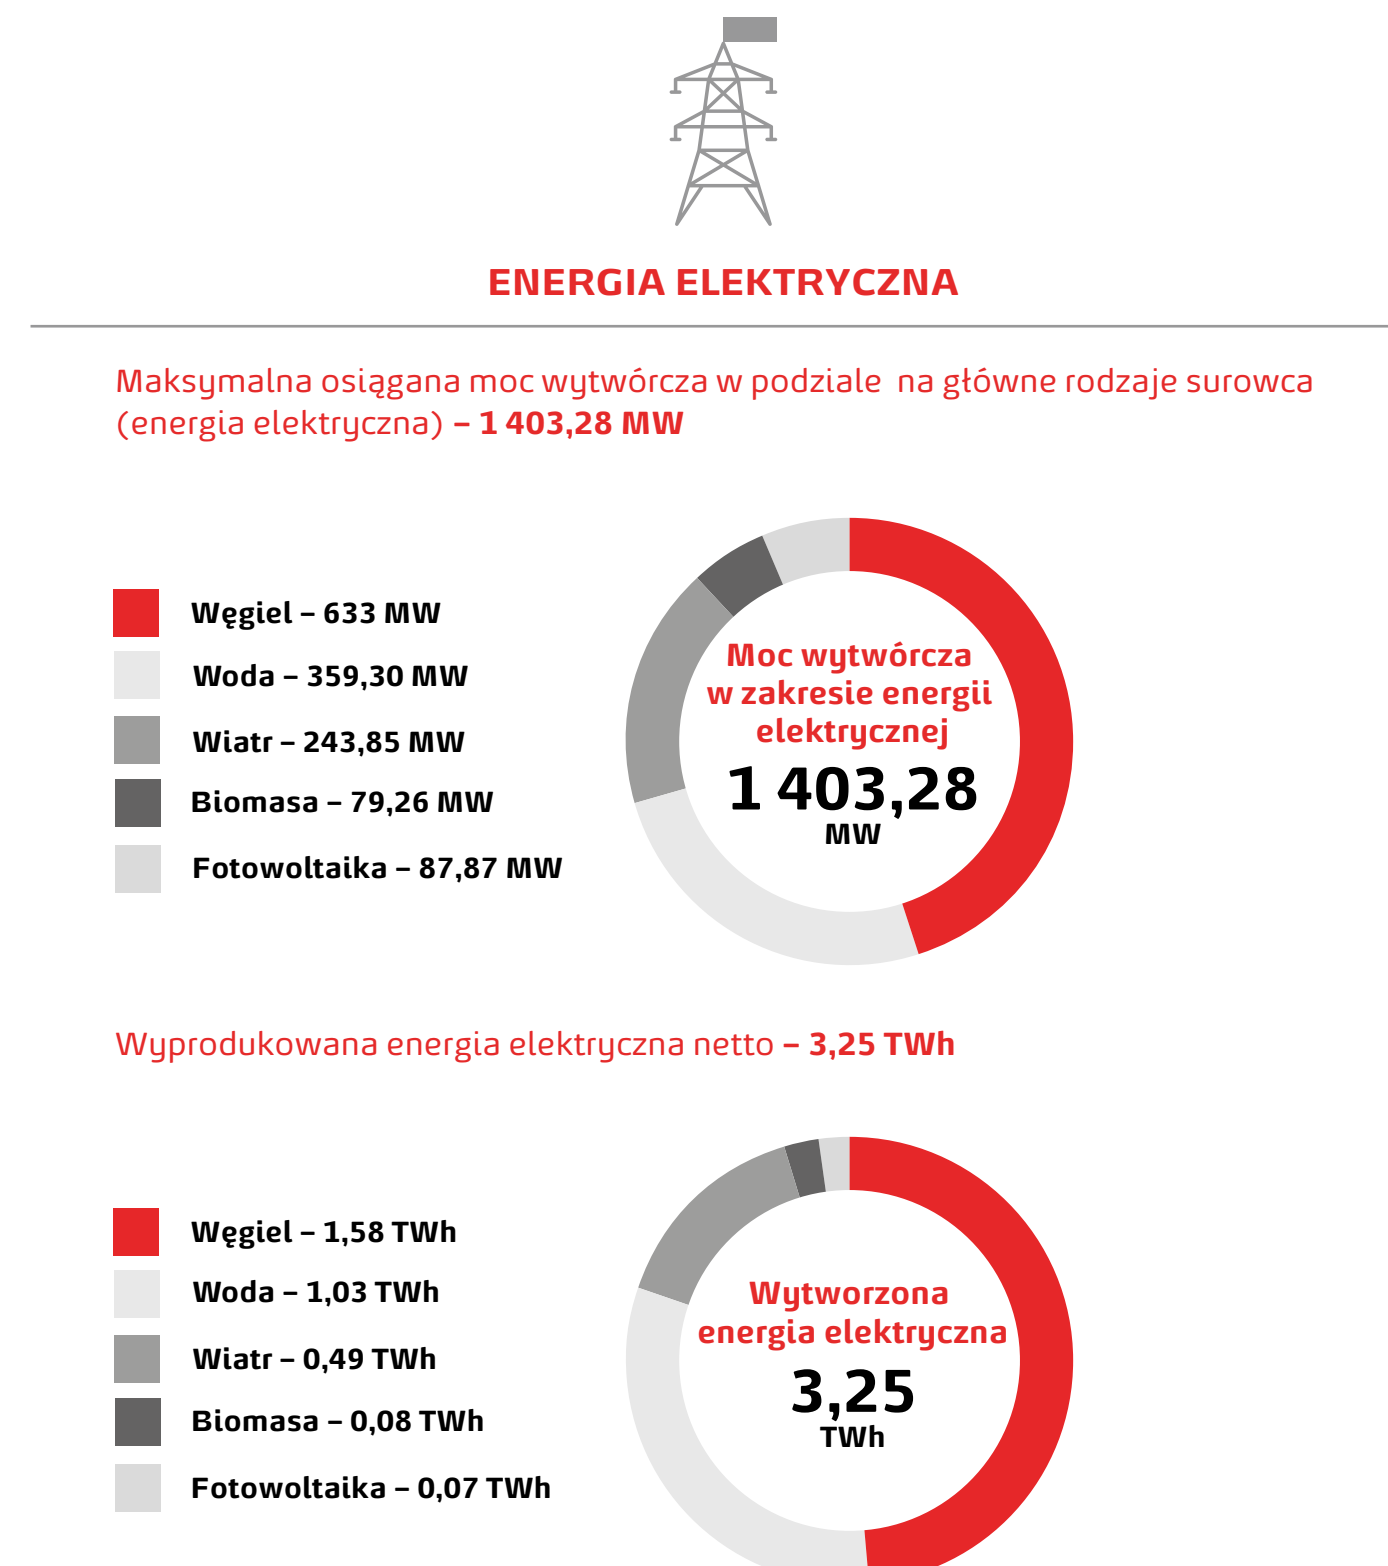 ENERGIA ELEKTRYCZNA
Maksymalna osiągana moc wytwórcza w podziale na główne rodzaje surowca
(energia elektryczna) – 1 403,28 MW
Węgiel – 633 MW
Woda – 359,30 MW
Wiatr – 243,85 MW
Biomasa – 79,26 MW
Fotowoltaika – 87,87 MW
Moc wytwórcza
w zakresie energii
elektrycznej
1 403,28
MW
Wyprodukowana energia elektryczna netto – 3,25 TWh
Węgiel – 1,58 TWh
Woda – 1,03 TWh
Wiatr – 0,49 TWh
Biomasa – 0,08 TWh
Fotowoltaika – 0,07 TWh
Wytworzona
energia elektryczna
3,25
TWh